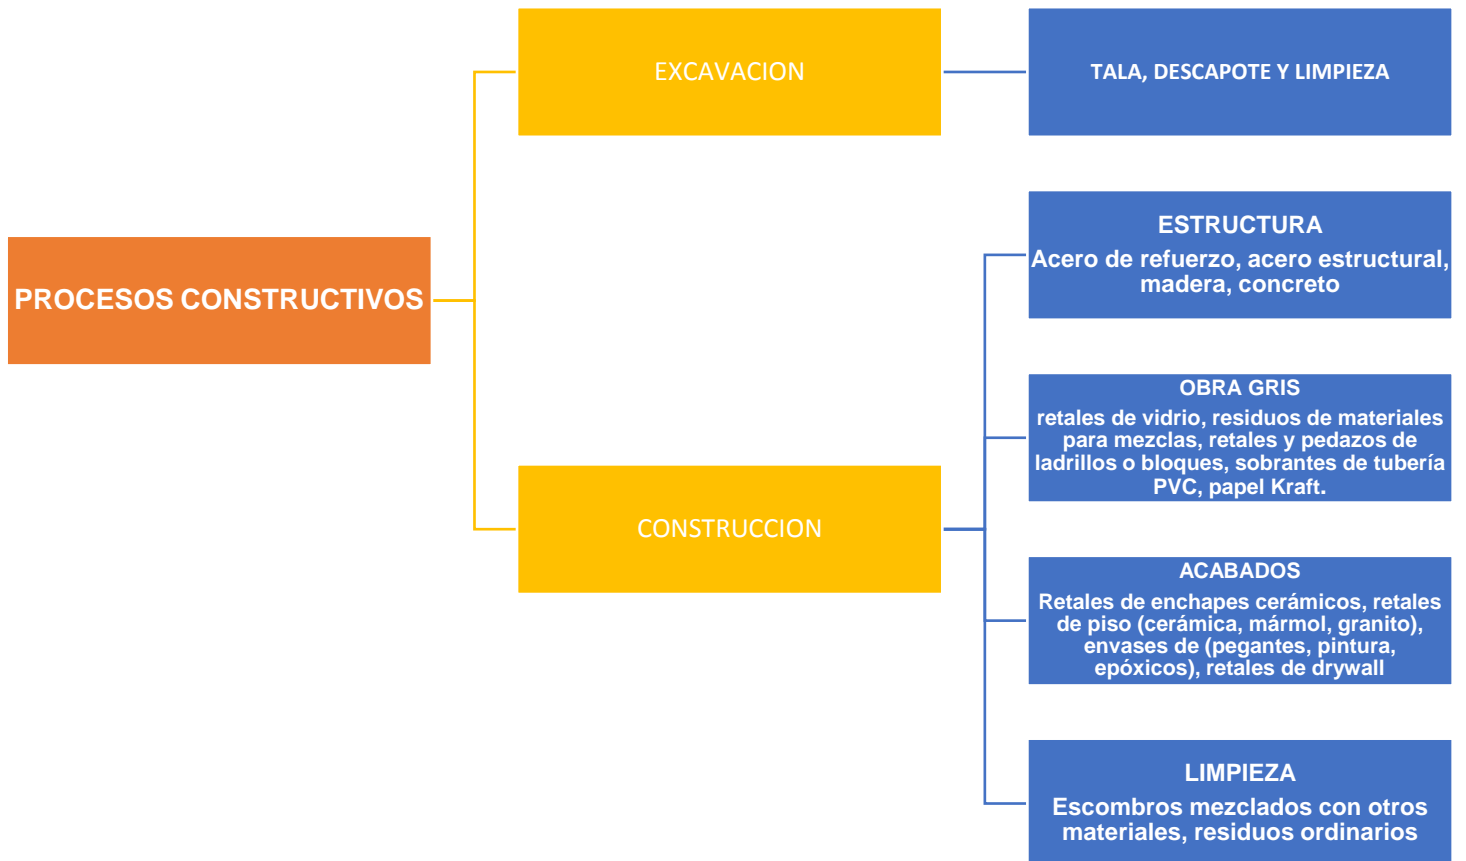 PROCESOS CONSTRUCTIVOS
EXCAVACION
TALA, DESCAPOTE Y LIMPIEZA
CONSTRUCCION
ESTRUCTURA
Acero de refuerzo, acero estructural,
madera, concreto
OBRA GRIS
retales de vidrio, residuos de materiales
para mezclas, retales y pedazos de
ladrillos o bloques, sobrantes de tubería
PVC, papel Kraft.
ACABADOS
Retales de enchapes cerámicos, retales
de piso (cerámica, mármol, granito),
envases de (pegantes, pintura,
epóxicos), retales de drywall
LIMPIEZA
Escombros mezclados con otros
materiales, residuos ordinarios